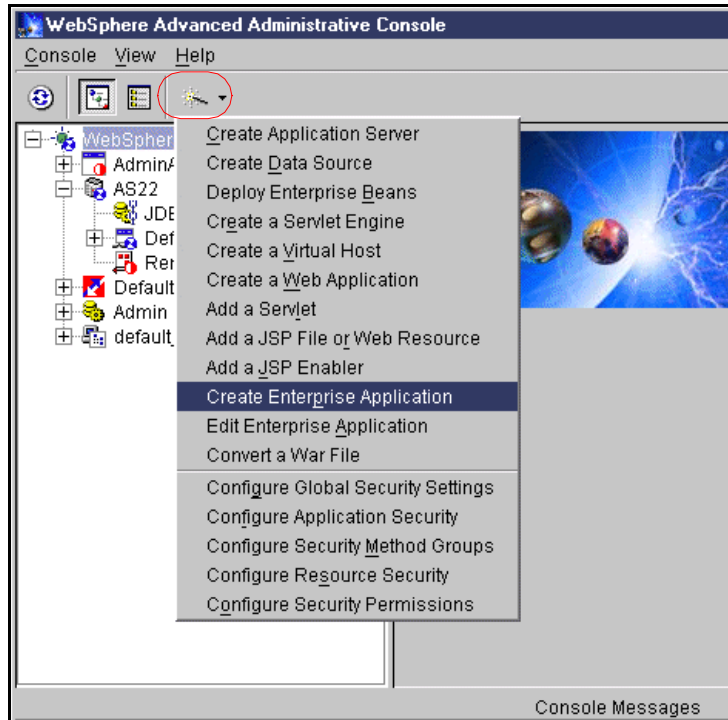 WebSphere Advanced Administrative Console
Console View Help
WebSpher
AdminA
AS22
JDE
Def
Rer
Default
Admin
default_
Create Application Server
Create Data Source
Deploy Enterprise Beans
Create a Servlet Engine
Create a Virtual Host
Create a Web Application
Add a Servlet
Add a JSP File or Web Resource
Add a JSP Enabler
Create Enterprise Application
Edit Enterprise Application
Convert a War File
Configure Global Security Settings
Configure Application Security
Configure Security Method Groups
Configure Resource Security
Configure Security Permissions
Console Messages